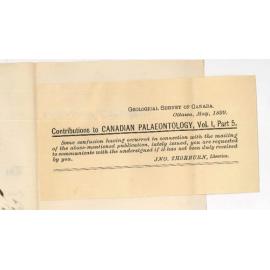 GEOLOGICAL SURVEY OF CANADA.
Ottawa, May, 1899.
Contributions to CANADIAN PALAEONTOLOGY, Vol. I, Part 5.
Some confusion having occurred in connection with the mailing
of the above-mentioned publication, lately issued, you are requested
to communicate with the undersigned if it has not been duly received
by you.
JNO. THORBURN, Librarian.